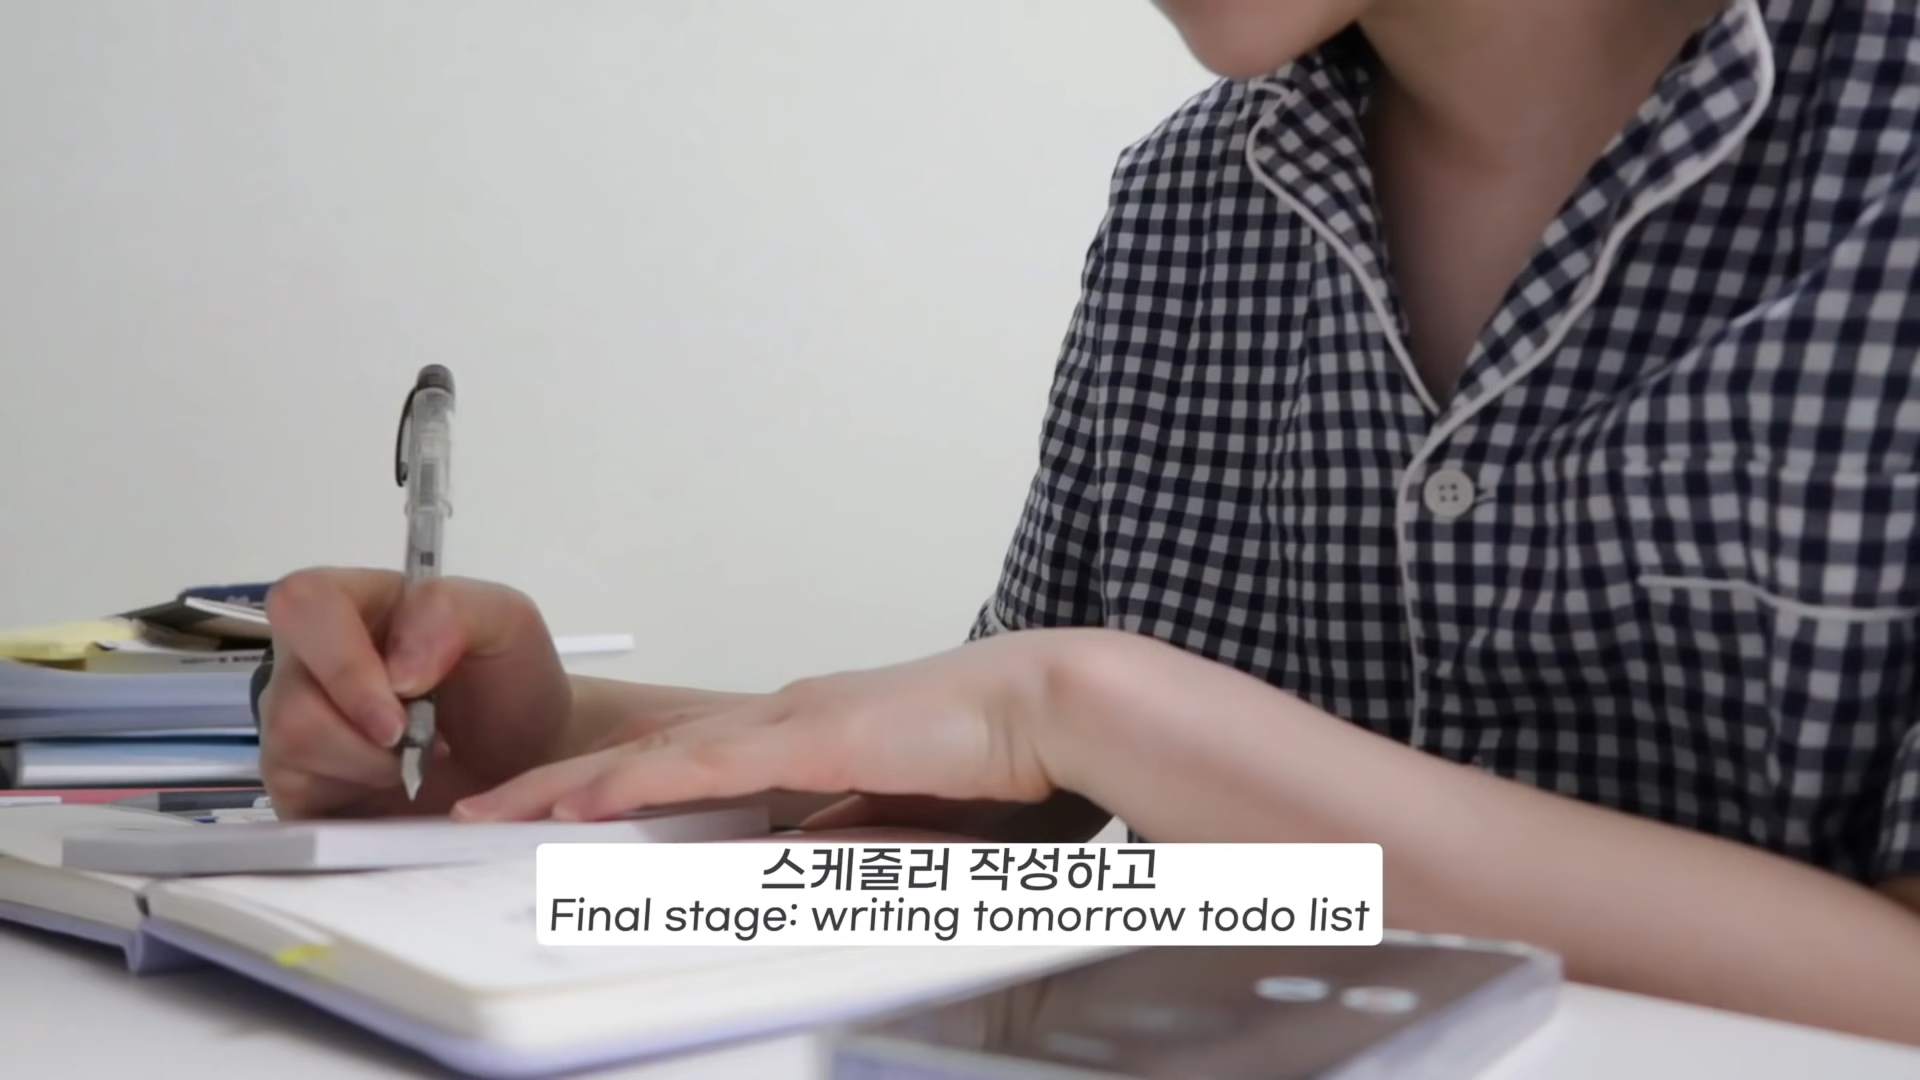 스케줄러 작성하고
Final stage: writing tomorrow todo list